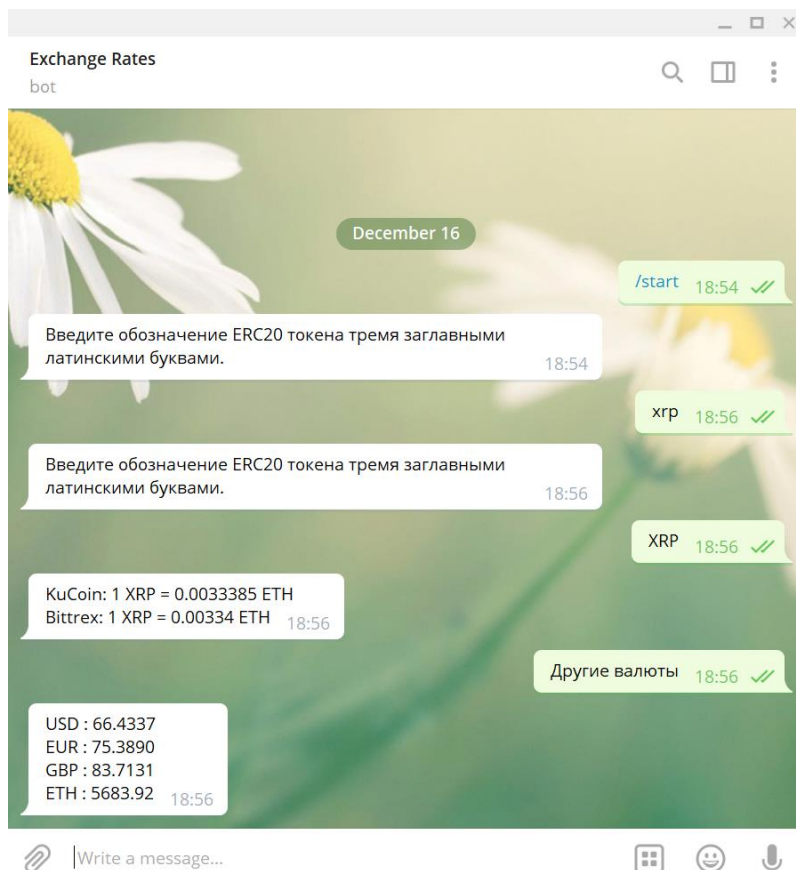 Exchange Rates
bot
December 16
/start 18:54
Введите обозначение ERC20 токена тремя заглавными
латинскими буквами. 18:54
xrp 18:56
Введите обозначение ERC20 токена тремя заглавными
латинскими буквами. 18:56
XRP 18:56
KuCoin: 1 XRP = 0.0033385 ETH
Bittrex: 1 XRP = 0.00334 ETH 18:56
Другие валюты 18:56
USD : 66.4337
EUR : 75.3890
GBP : 83.7131
ETH : 5683.92 18:56
Write a message...